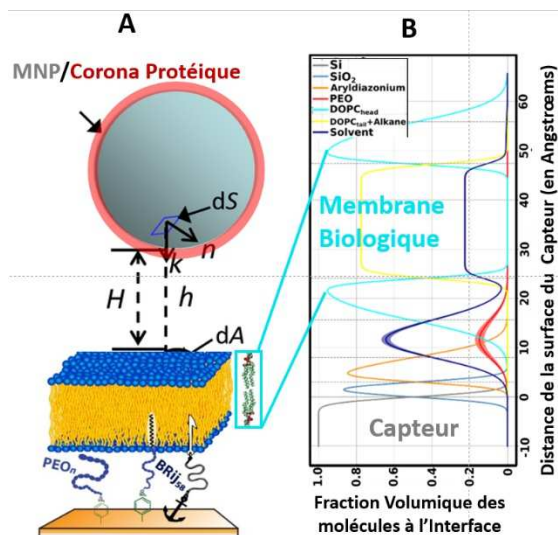 A
MNP/Corona Protéique
dS
n
k
H
h
dA
PEOn
BRij58
B
Si
SiO2
Aryldiazonium
PEO
DOPChead
DOPCtail+Alkane
Solvent
Membrane
Biologique
Capteur
60
50
40
30
20
10
0
-10
Distance de la surface du Capteur (en Angstrœms)
1.0 0.8 0.6 0.4 0.2 0
Fraction Volumique des
molécules à l'Interface